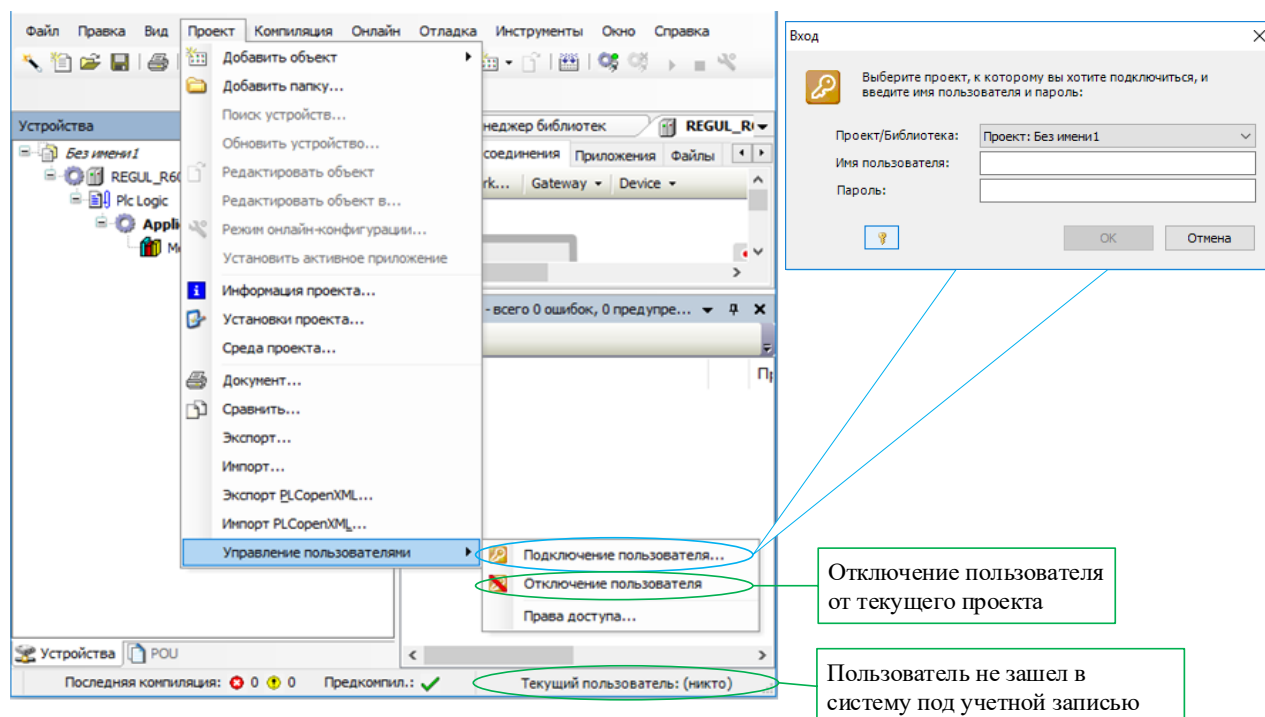 Файл Правка Вид Проект Компиляция Онлайн Отладка Инструменты Окно Справка
Добавить объект
Добавить папку...
Поиск устройств...
Обновить устройство...
Редактировать объект
Редактировать объект в...
Режим онлайн-конфигурации...
Установить активное приложение
Информация проекта...
Установки проекта...
Среда проекта...
Документ...
Сравнить...
Экспорт...
Импорт...
Экспорт PLCopenXML...
Импорт PLCopenXML...
Управление пользователями
Подключение пользователя...
Отключение пользователя
Права доступа...
Устройства
Без имени1
REGUL_R60
Plc Logic
Appli
М
неджер библиотек
REGUL_R
соединения Приложения Файлы
rk... Gateway Device
- всего 0 ошибок, 0 предупре...
Пр
Устройства POU
Последняя компиляция: 0 0 Предкомпил.: Текущий пользователь: (никто)
Вход
Выберите проект, к которому вы хотите подключиться, и
введите имя пользователя и пароль:
Проект/Библиотека: Проект: Без имени1
Имя пользователя:
Пароль:
OK Отмена
Отключение пользователя
от текущего проекта
Пользователь не зашел в
систему под учетной записью